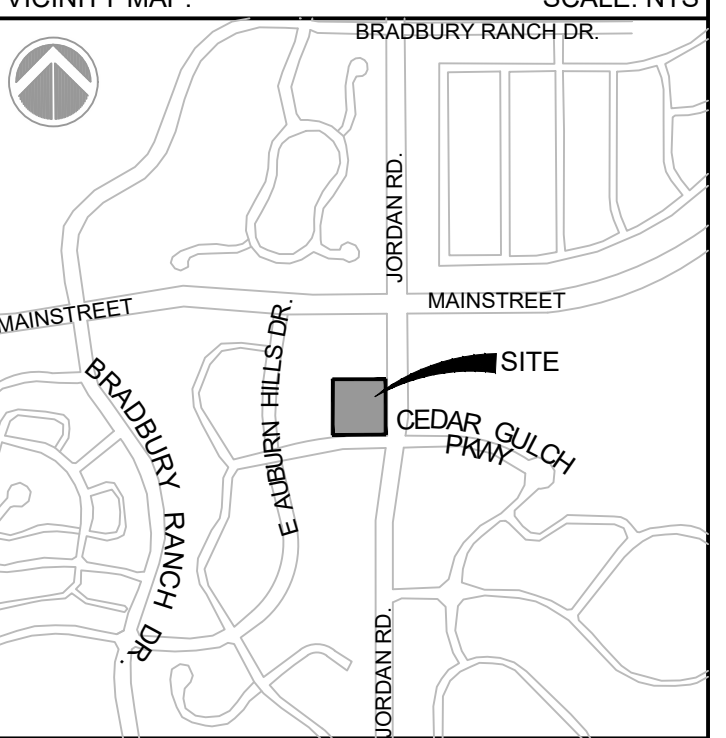 VICINITY MAP:
SCALE: NTS
BRADBURY RANCH DR.
JORDAN RD.
MAINSTREET
MAINSTREET
E AUBURN HILLS DR.
SITE
BRADBURY RANCH DR.
CEDAR GULCH
PKWY
JORDAN RD.